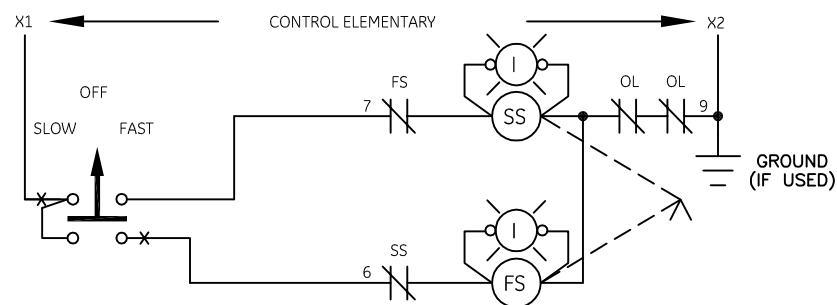 X1 CONTROL ELEMENTARY X2
OFF
SLOW FAST
7 FS I SS OL OL 9
GROUND
(IF USED)
6 SS I FS